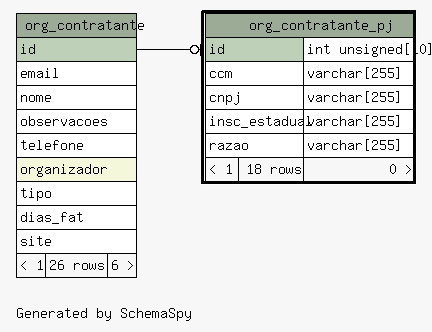 org_contratante
id
email
nome
observacoes
telefone
organizador
tipo
dias_fat
site
< 1 26 rows 6 >
org_contratante_pj
id int unsigned[10]
ccm varchar[255]
cnpj varchar[255]
insc_estadual varchar[255]
razao varchar[255]
< 1 18 rows 0 >
Generated by SchemaSpy